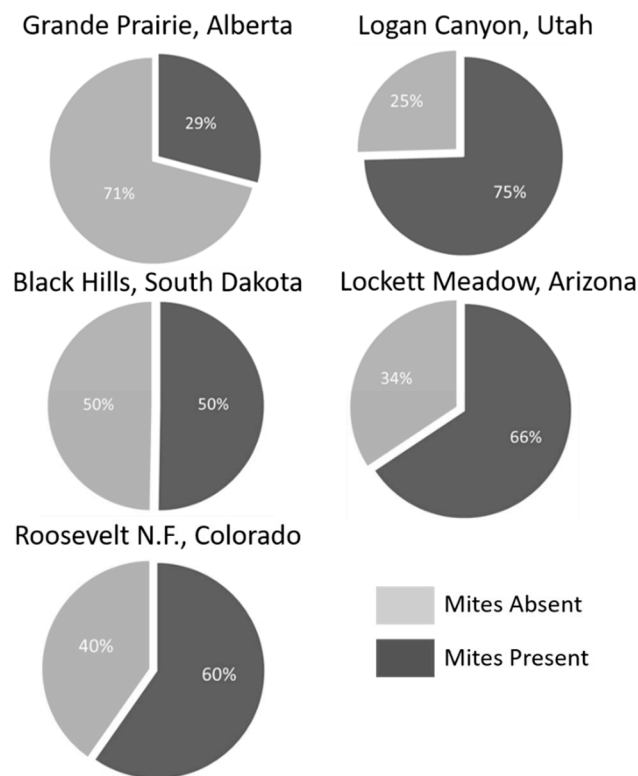 Grande Prairie, Alberta
29%
71%
Logan Canyon, Utah
25%
75%
Black Hills, South Dakota
50%
50%
Lockett Meadow, Arizona
34%
66%
Roosevelt N.F., Colorado
40%
60%
Mites Absent
Mites Present